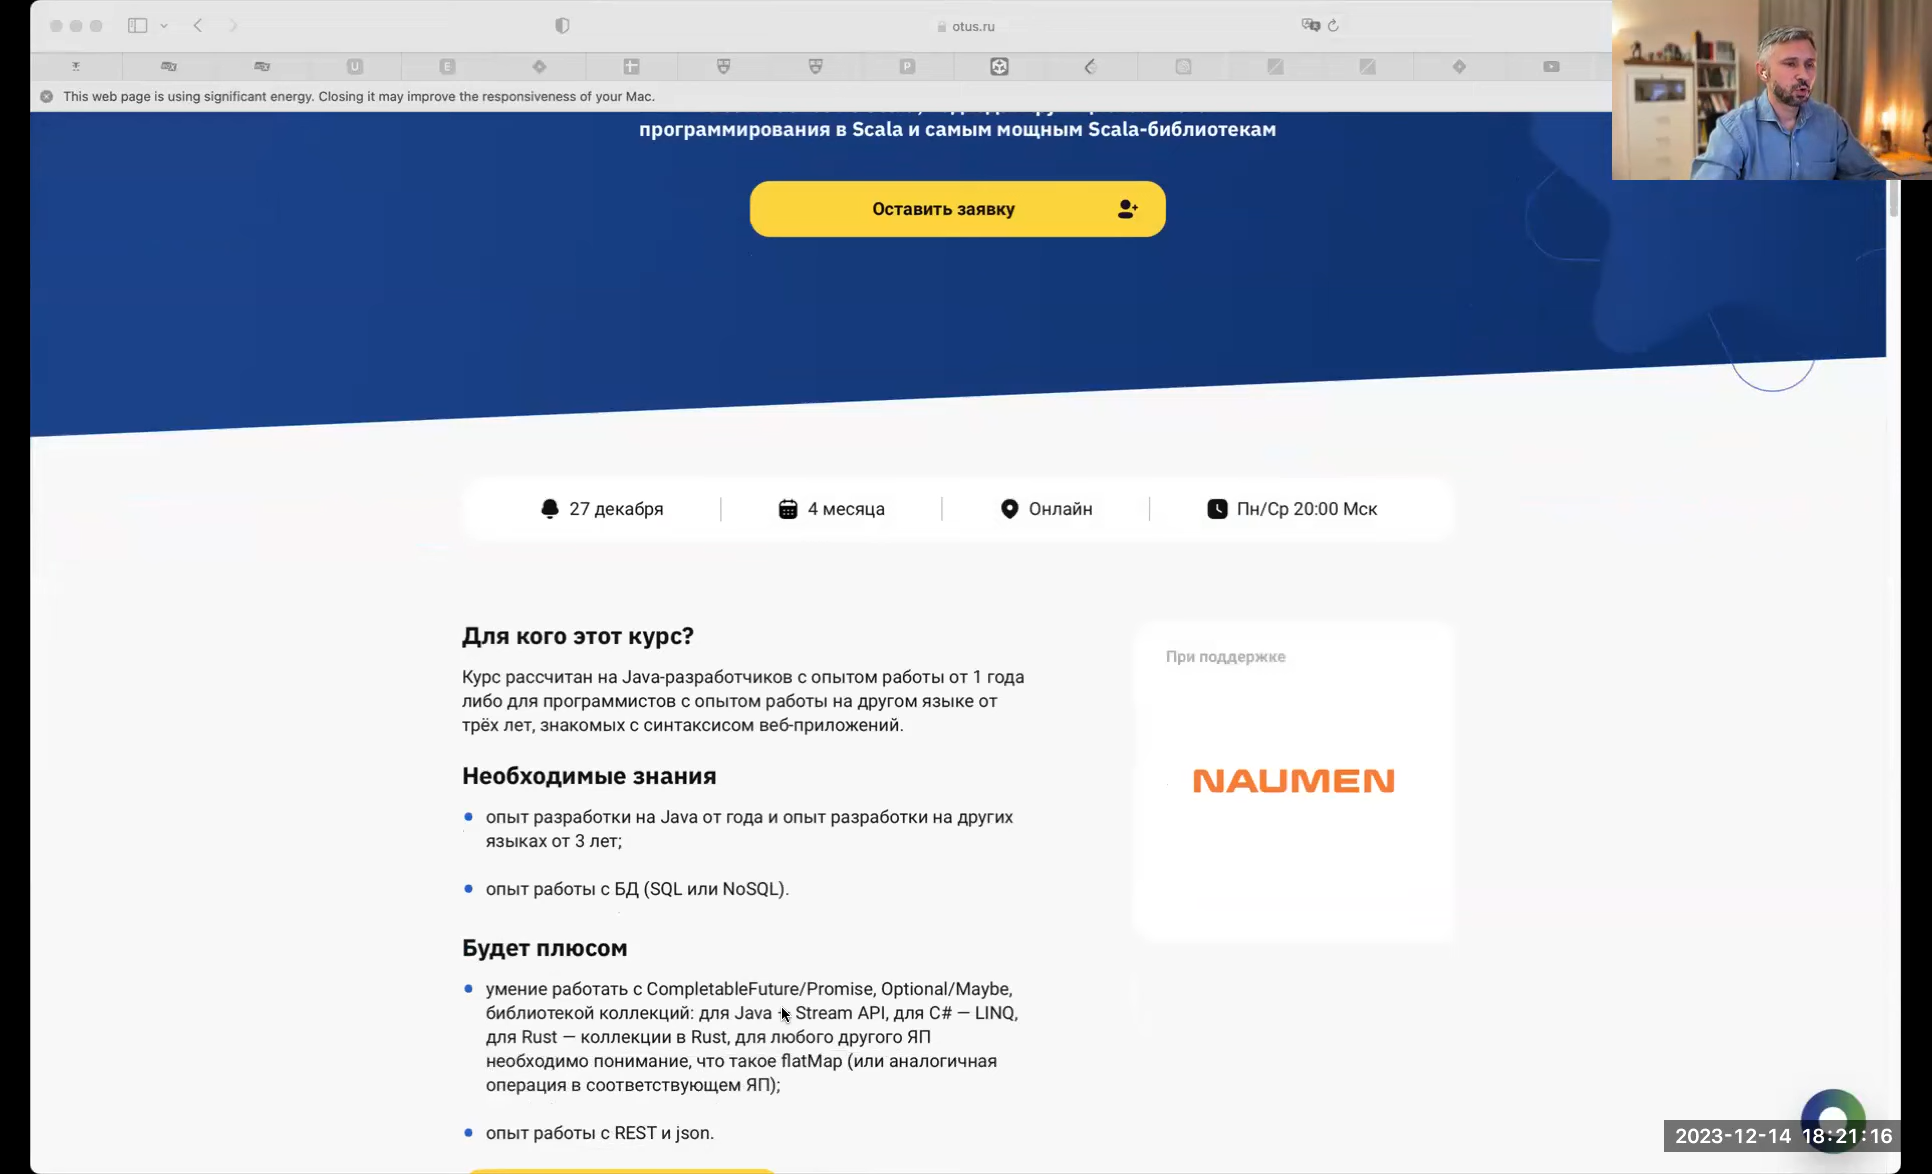 otus.ru
This web page is using significant energy. Closing it may improve the responsiveness of your Mac.
программирования в Scala и самым мощным Scala-библиотекам
Оставить заявку
27 декабря
4 месяца
Онлайн
Пн/Ср 20:00 Мск
Для кого этот курс?
Курс рассчитан на Java-разработчиков с опытом работы от 1 года
либо для программистов с опытом работы на другом языке от
трёх лет, знакомых с синтаксисом веб-приложений.
Необходимые знания
опыт разработки на Java от года и опыт разработки на других
языках от 3 лет;
опыт работы с БД (SQL или NoSQL).
Будет плюсом
умение работать с CompletableFuture/Promise, Optional/Maybe,
библиотекой коллекций: для Java – Stream API, для C# — LINQ,
для Rust — коллекции в Rust, для любого другого ЯП
необходимо понимание, что такое flatMap (или аналогичная
операция в соответствующем ЯП);
опыт работы с REST и json.
При поддержке
NAUMEN
2023-12-14 18:21:16